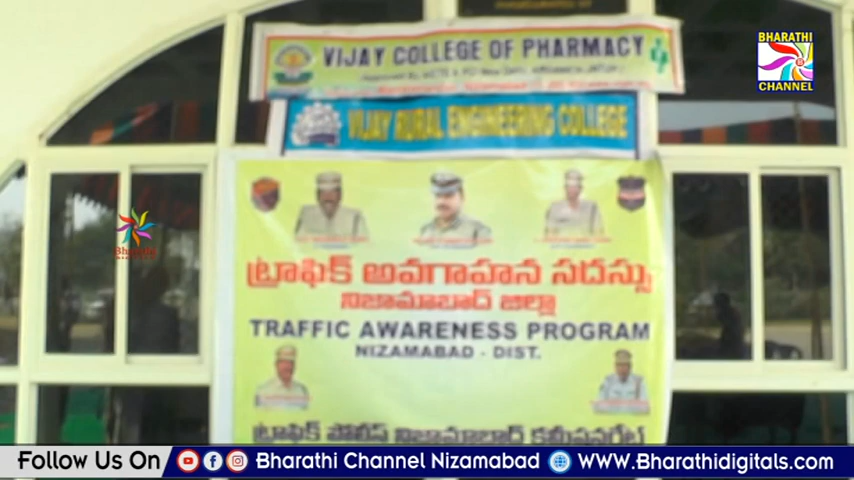 VIJAY COLLEGE OF PHARMACY
BHARATHI
CHANNEL
VIJAY RURAL ENGINEERING COLLEGE
Bharathi
ట్రాఫిక్ అవగాహన సదస్సు
నిజామాబాద్ జిల్లా
TRAFFIC AWARENESS PROGRAM
NIZAMABAD - DIST.
ట్రాఫిక్ పోలీస్ నిజామాబాద్ కమీషనరేట్
Follow Us On Bharathi Channel Nizamabad www.Bharathidigitals.com